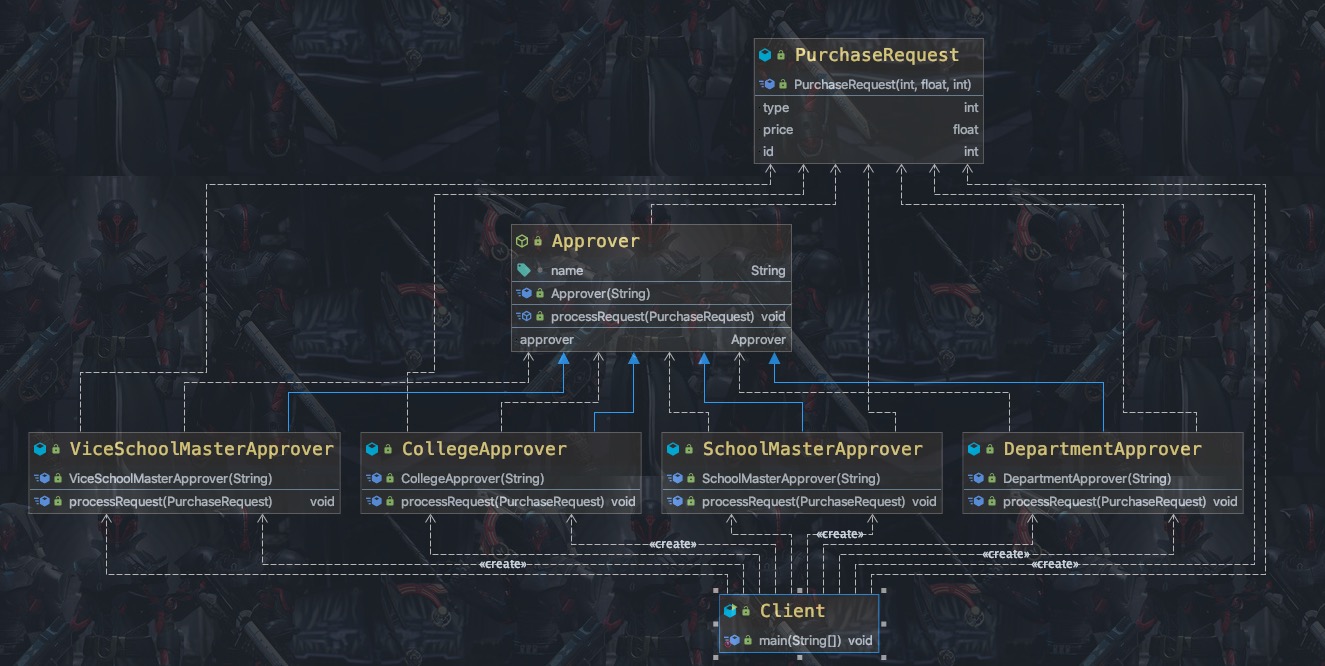 PurchaseRequest
PurchaseRequest(int, float, int)
type int
price float
id int
Approver
name String
Approver(String)
processRequest(PurchaseRequest) void
approver Approver
ViceSchoolMasterApprover
ViceSchoolMasterApprover(String)
processRequest(PurchaseRequest) void
CollegeApprover
CollegeApprover(String)
processRequest(PurchaseRequest) void
SchoolMasterApprover
SchoolMasterApprover(String)
processRequest(PurchaseRequest) void
DepartmentApprover
DepartmentApprover(String)
processRequest(PurchaseRequest) void
«create»
«create»
«create»
«create»
«create»
Client
main(String[]) void